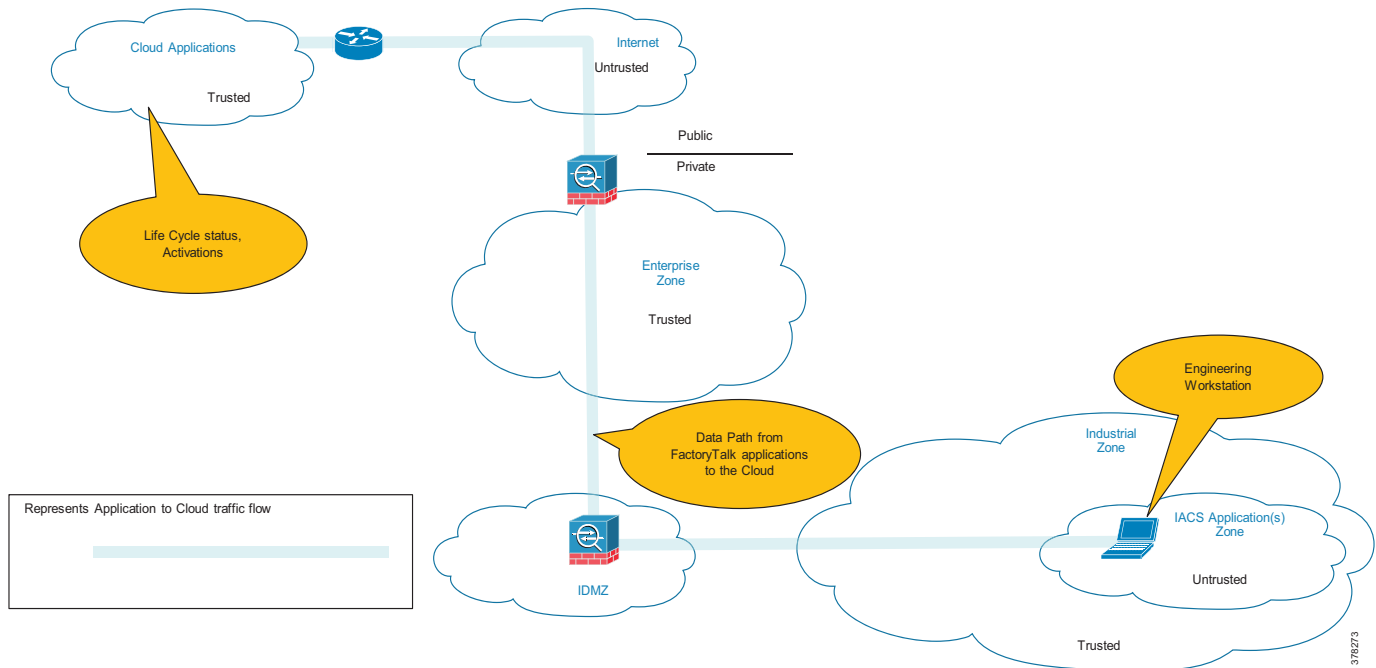 Cloud Applications
Trusted
Internet
Untrusted
Public
Private
Life Cycle status,
Activations
Enterprise
Zone
Trusted
Engineering
Workstation
Data Path from
FactoryTalk applications
to the Cloud
Industrial
Zone
Represents Application to Cloud traffic flow
IACS Application(s)
Zone
IDMZ
Untrusted
Trusted
378273